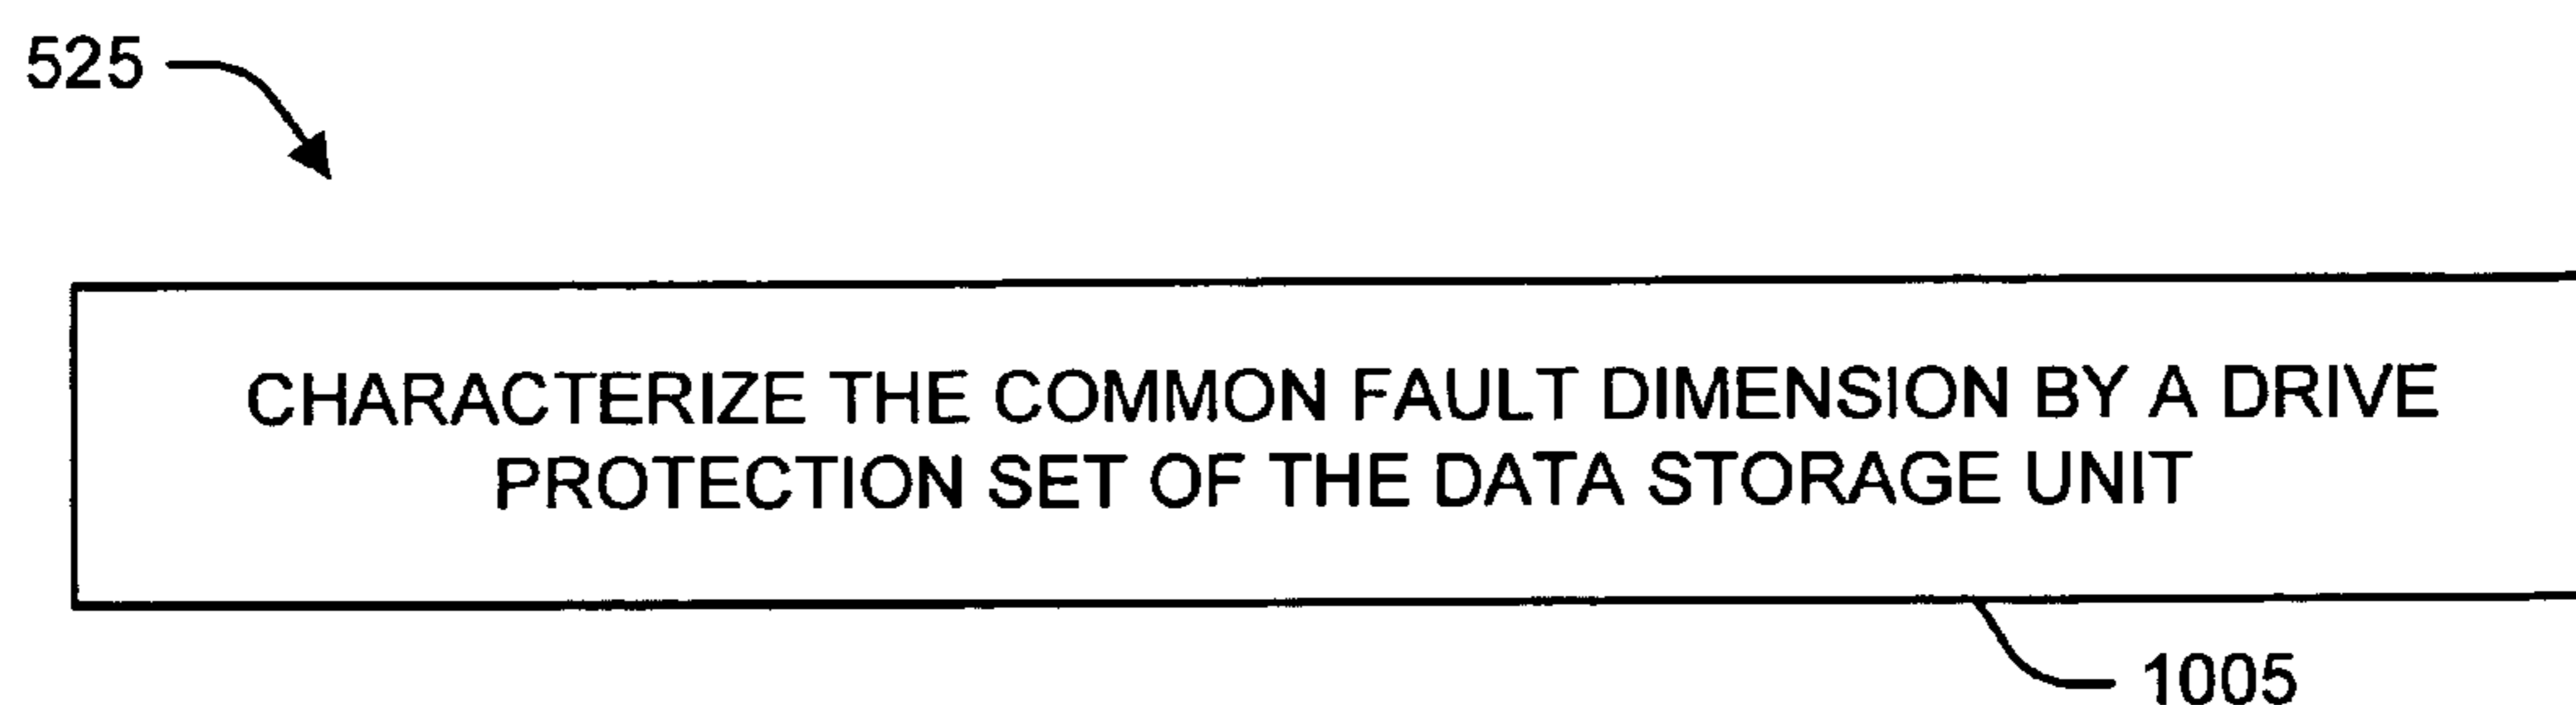 525
CHARACTERIZE THE COMMON FAULT DIMENSION BY A DRIVE
PROTECTION SET OF THE DATA STORAGE UNIT
1005